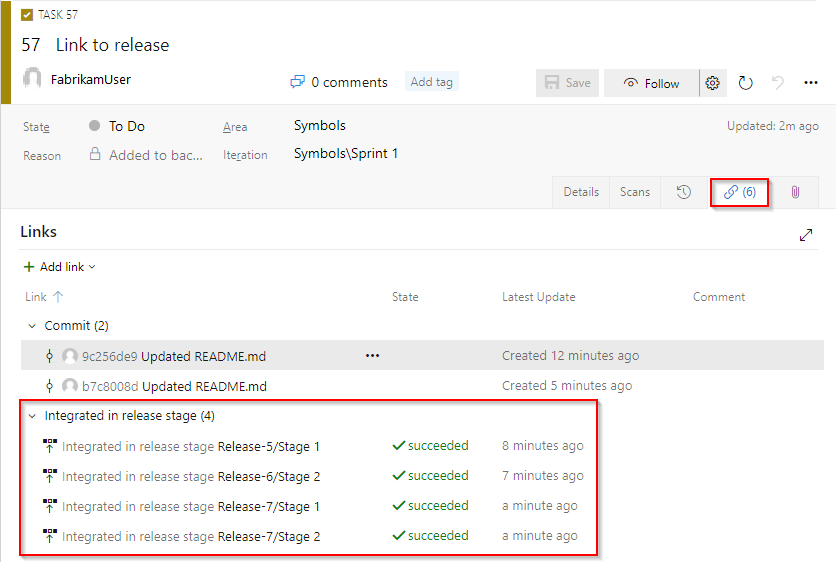 TASK 57
57 Link to release
FabrikamUser
0 comments
Add tag
Save
Follow
State To Do Area Symbols Updated: 2m ago
Reason Added to bac... Iteration Symbols\Sprint 1
Details Scans (6)
Links
Add link
Link State Latest Update Comment
Commit (2)
9c256de9 Updated README.md ••• Created 12 minutes ago
b7c8008d Updated README.md Created 5 minutes ago
Integrated in release stage (4)
Integrated in release stage Release-5/Stage 1 succeeded 8 minutes ago
Integrated in release stage Release-6/Stage 2 succeeded 7 minutes ago
Integrated in release stage Release-7/Stage 1 succeeded a minute ago
Integrated in release stage Release-7/Stage 2 succeeded a minute ago